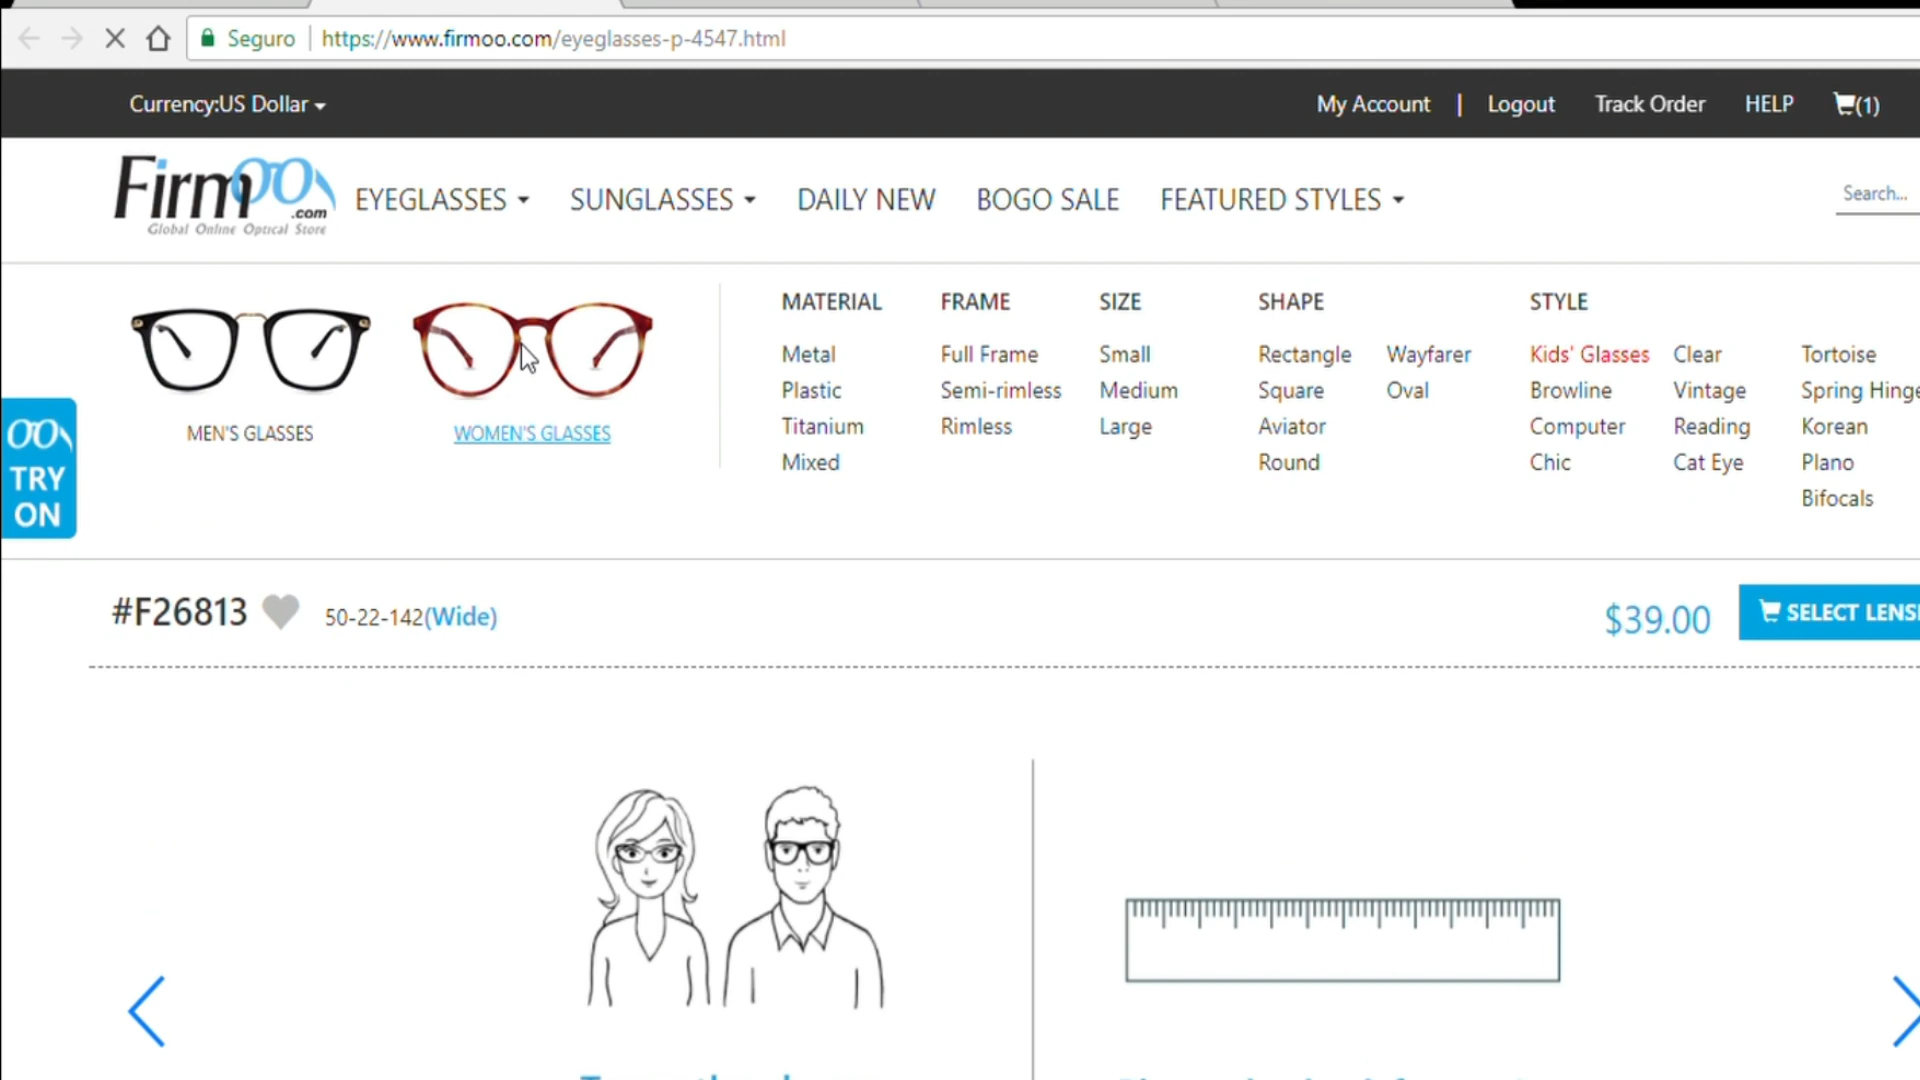 Seguro https://www.firmoo.com/eyeglasses-p-4547.html
Currency:US Dollar
My Account | Logout Track Order HELP (1)
Firmoo
.com
Global Online Optical Store
EYEGLASSES SUNGLASSES DAILY NEW BOGO SALE FEATURED STYLES
Search...
MATERIAL FRAME SIZE SHAPE STYLE
Metal Full Frame Small Rectangle Wayfarer Kids' Glasses Clear Tortoise
Plastic Semi-rimless Medium Square Oval Browline Vintage Spring Hinge
Titanium Rimless Large Aviator Computer Reading Korean
Mixed Round Chic Cat Eye Plano
Bifocals
MEN'S GLASSES WOMEN'S GLASSES
TRY
ON
#F26813 50-22-142(Wide)
$39.00 SELECT LENS